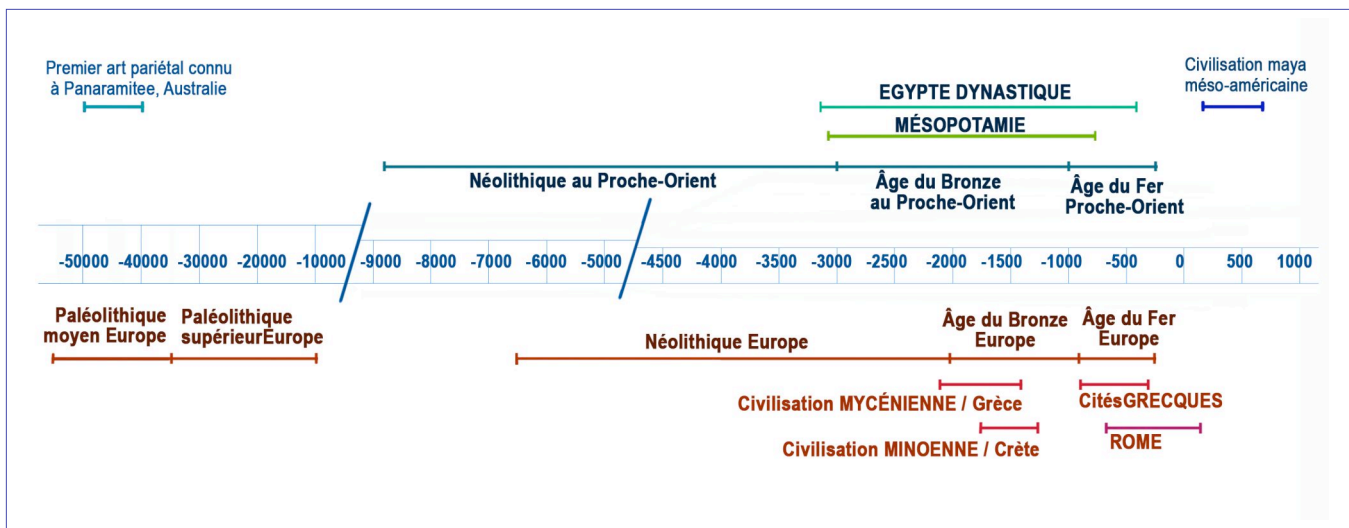 Premier art pariétal connu
à Panaramitee, Australie
Civilisation maya
méso-américaine
EGYPTE DYNASTIQUE
MÉSOPOTAMIE
Néolithique au Proche-Orient
Âge du Bronze
au Proche-Orient
Âge du Fer
Proche-Orient
-50000 -40000 -30000 -20000 -10000 -9000 -8000 -7000 -6000 -5000 -4500 -4000 -3500 -3000 -2500 -2000 -1500 -1000 -500 0 500 1000
Paléolithique
moyen Europe
Paléolithique
supérieurEurope
Néolithique Europe
Âge du Bronze
Europe
Âge du Fer
Europe
Civilisation MYCÉNIENNE / Grèce
CitésGRECQUES
Civilisation MINOENNE / Crète
ROME